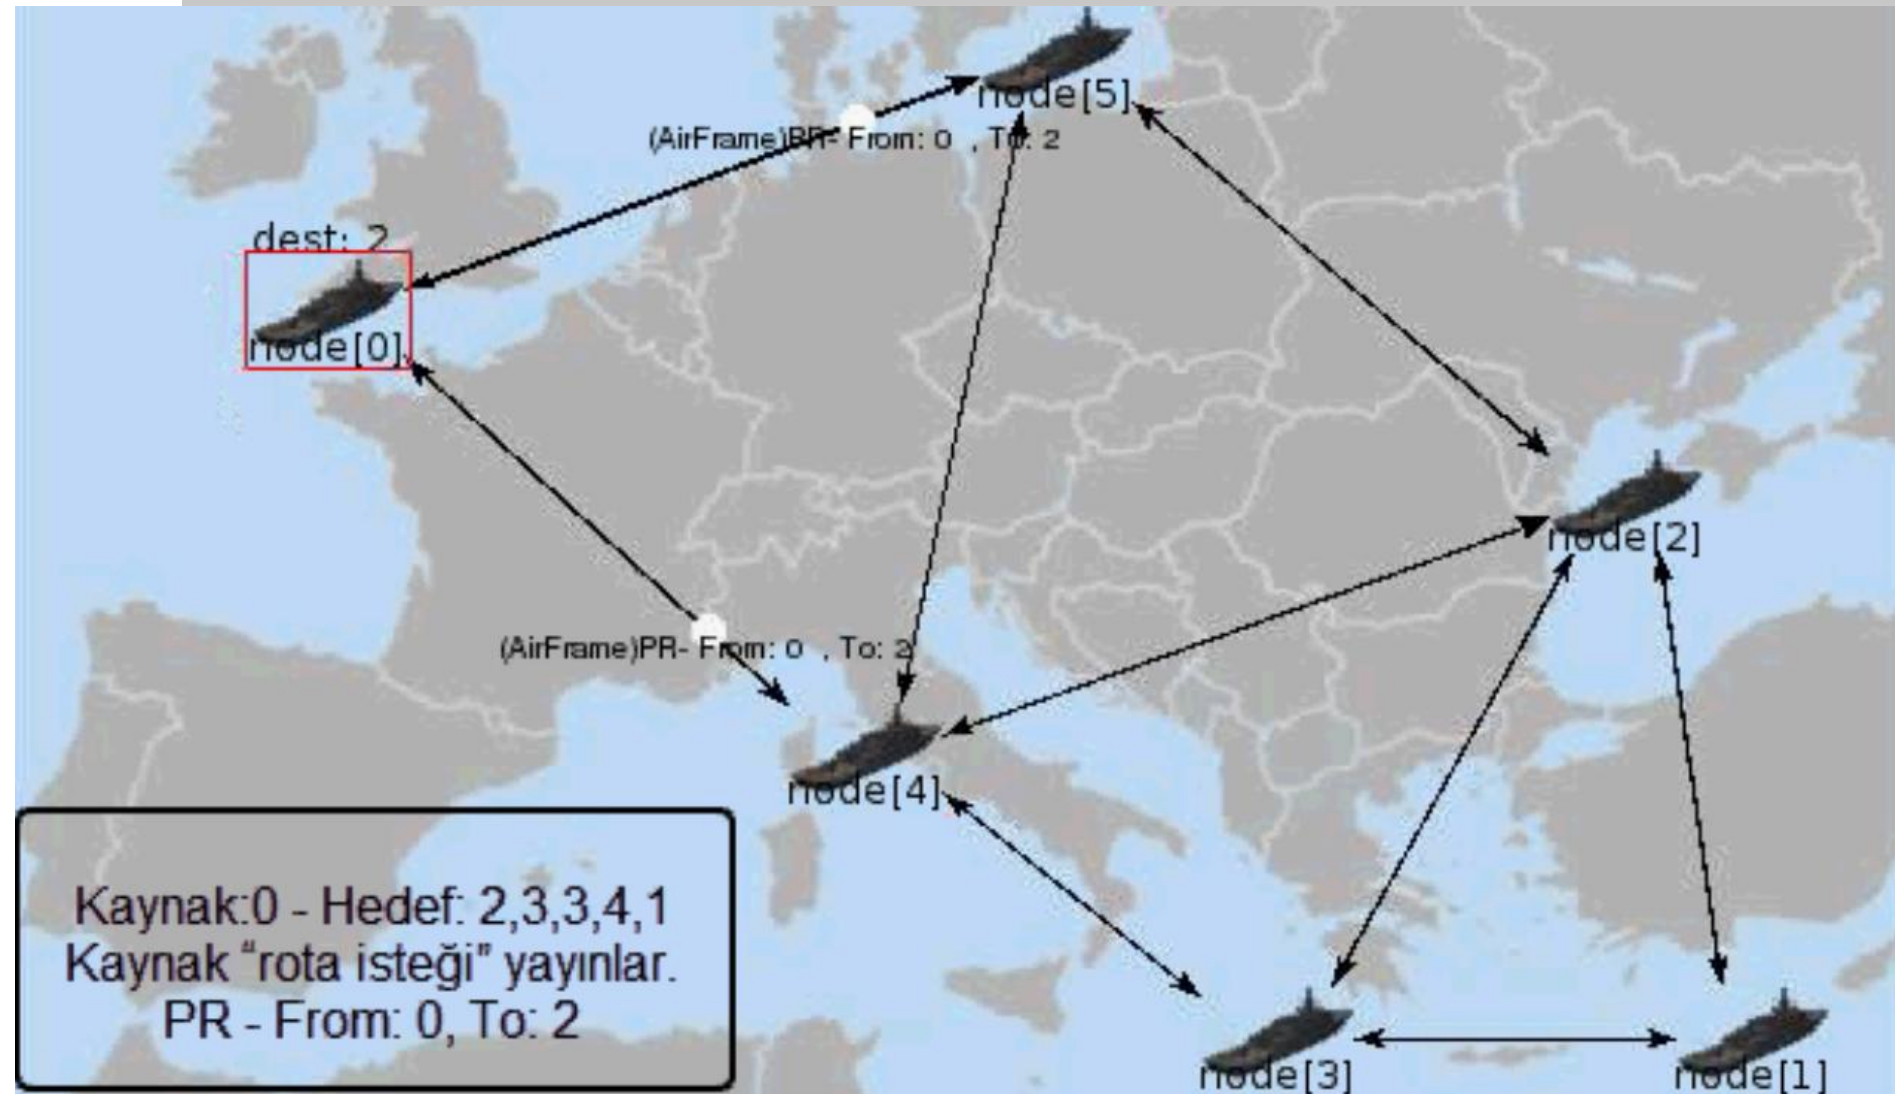 node[5]
(AirFrame)PR- From: 0 , To: 2
dest: 2
node[0]
node[2]
(AirFrame)PR- From: 0 , To: 2
node[4]
Kaynak:0 - Hedef: 2,3,3,4,1
Kaynak “rota isteği” yayınlar.
PR - From: 0, To: 2
node[3]
node[1]